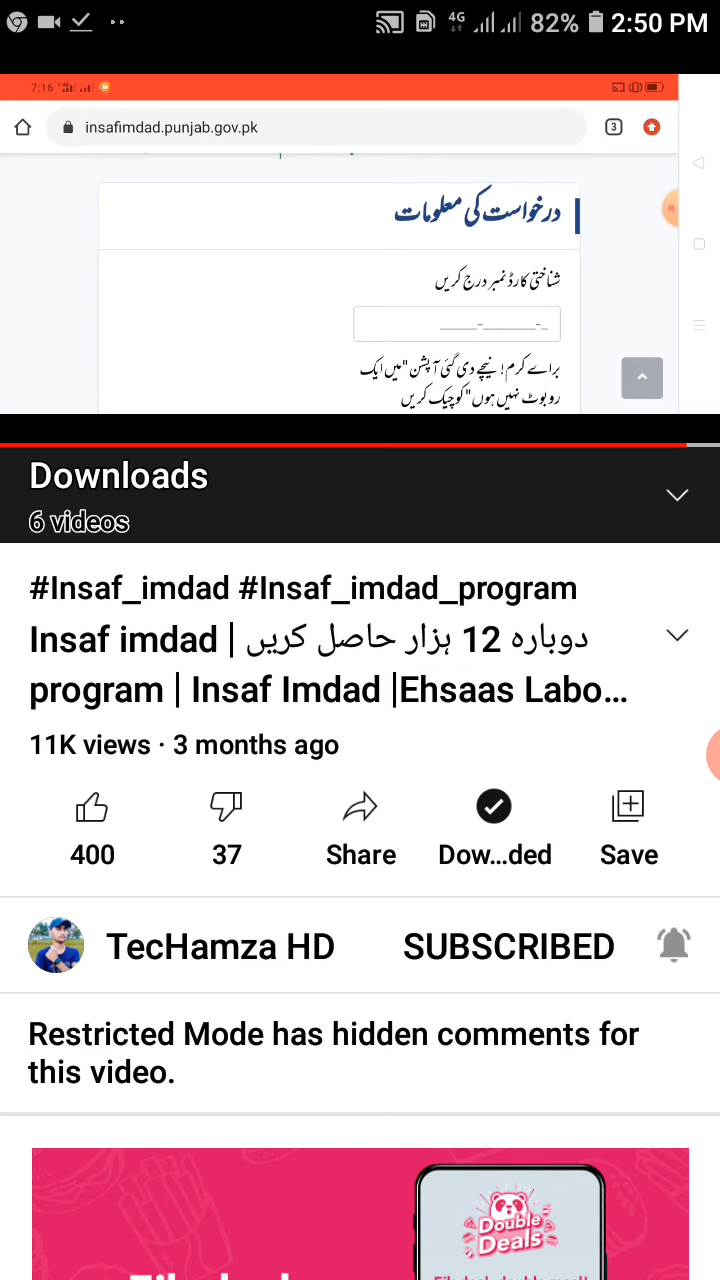 4G 82% 2:50 PM
7:16
insafimdad.punjab.gov.pk 3
درخواست کی معلومات
شناختی کارڈ نمبر درج کریں
_____-_______-_
برائے کرم! نیچے دی گئی آپشن "میں ایک
روبوٹ نہیں ہوں" کو چیک کریں
Downloads
6 videos
#Insaf_imdad #Insaf_imdad_program
Insaf imdad | دوبارہ 12 ہزار حاصل کریں
program | Insaf Imdad |Ehsaas Labo...
11K views · 3 months ago
400 37 Share Dow...ded Save
TecHamza HD SUBSCRIBED
Restricted Mode has hidden comments for
this video.
Double
Deals